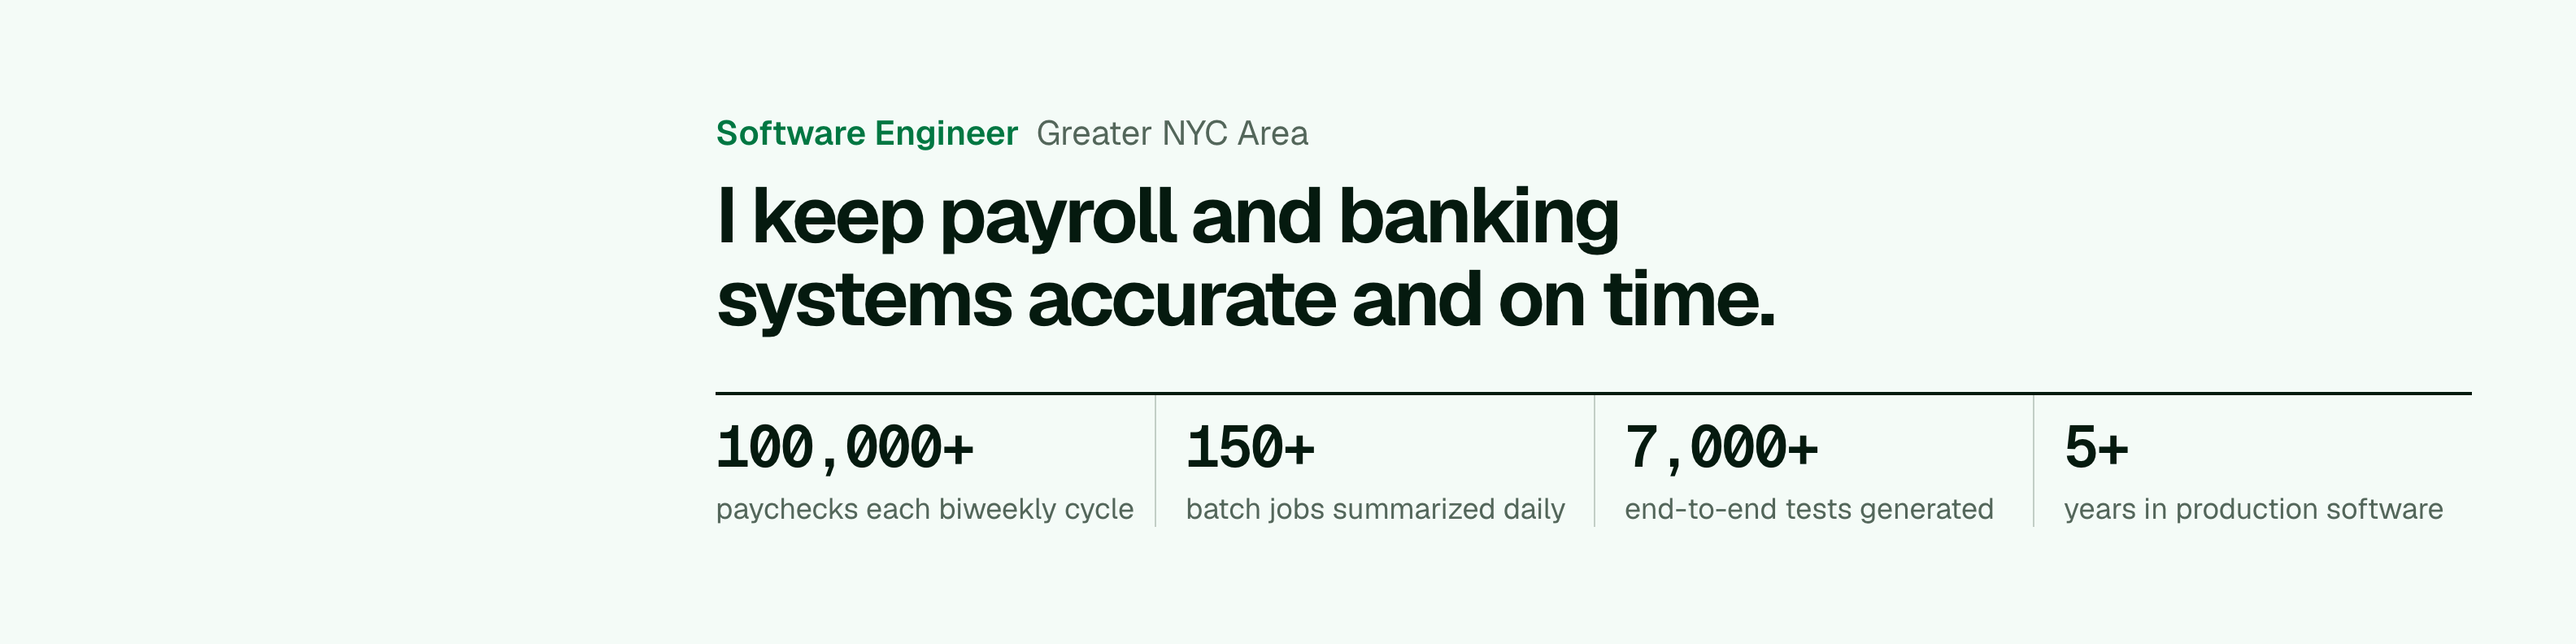 Software Engineer Greater NYC Area
I keep payroll and banking
systems accurate and on time.
100,000+
paychecks each biweekly cycle
150+
batch jobs summarized daily
7,000+
end-to-end tests generated
5+
years in production software